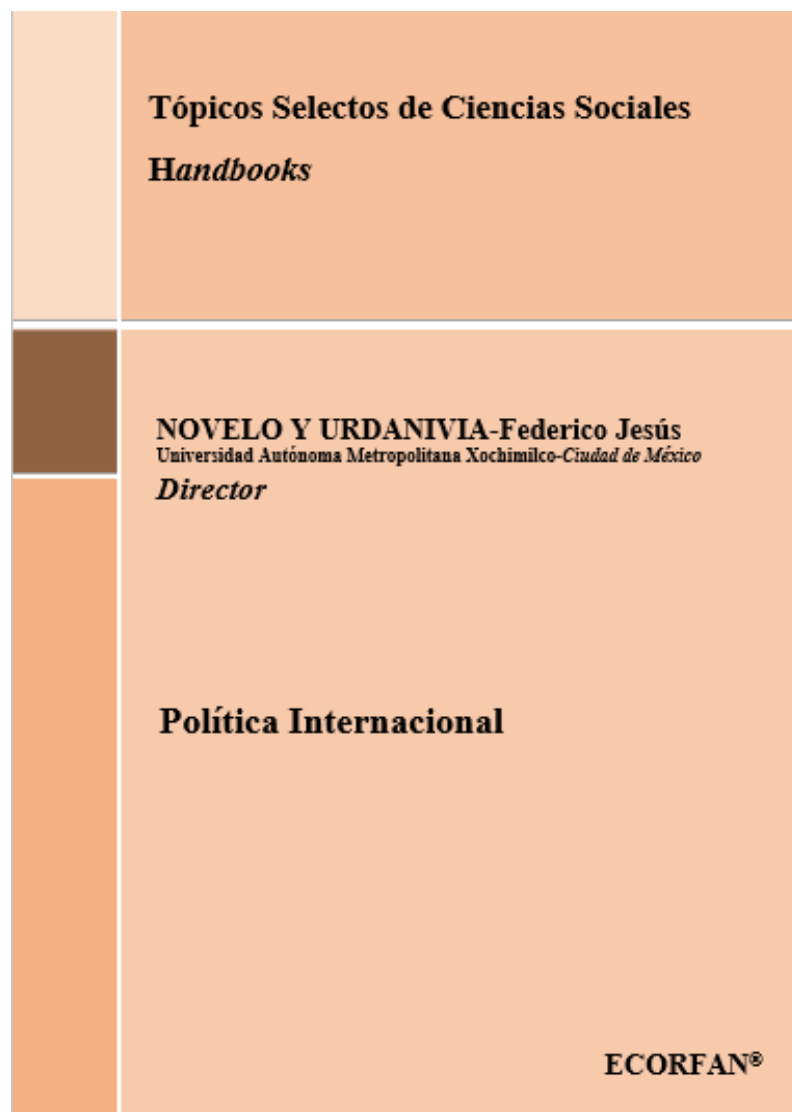 Tópicos Selectos de Ciencias Sociales
Handbooks
NOVELO Y URDANIVIA-Federico Jesús
Universidad Autónoma Metropolitana Xochimilco-Ciudad de México
Director
Política Internacional
ECORFAN®